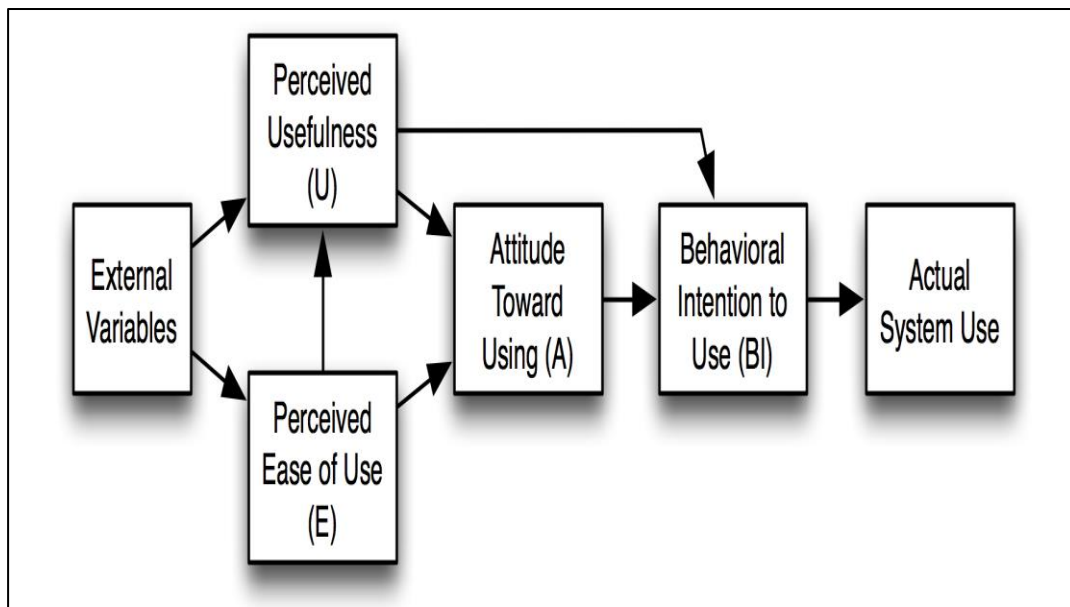 External
Variables
Perceived
Usefulness
(U)
Perceived
Ease of Use
(E)
Attitude
Toward
Using (A)
Behavioral
Intention to
Use (BI)
Actual
System Use